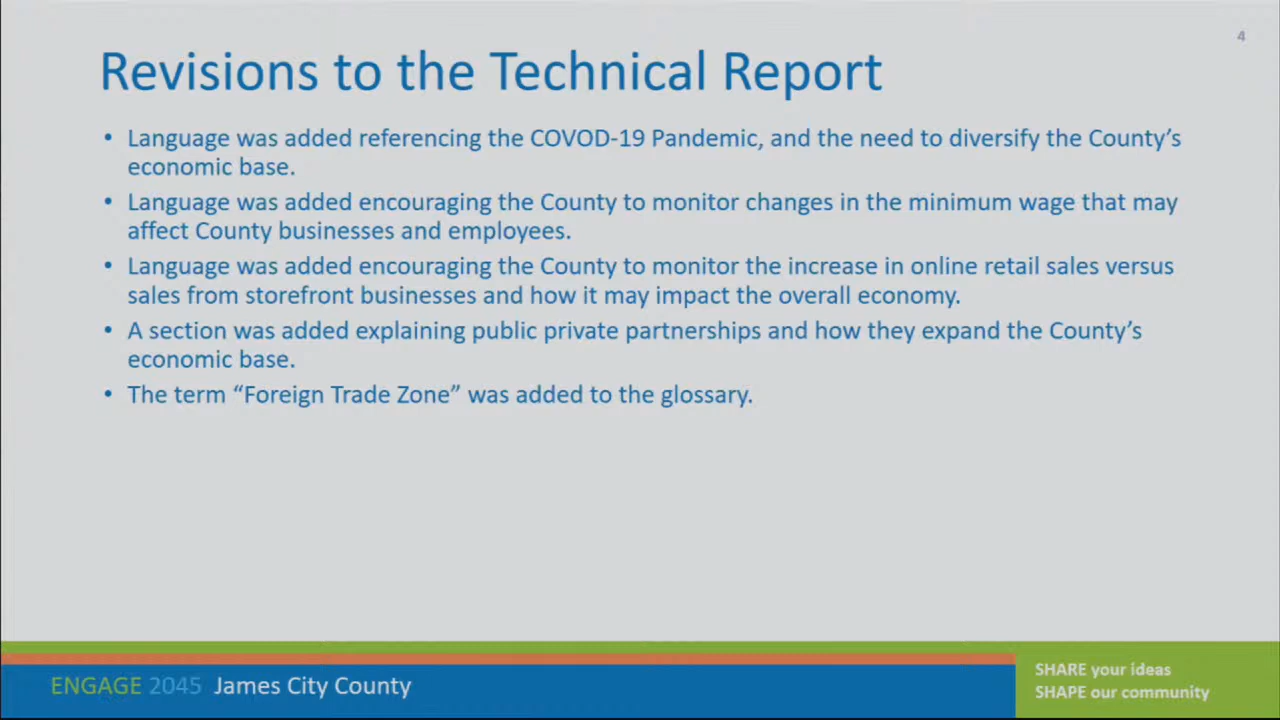 4
Revisions to the Technical Report
• Language was added referencing the COVOD-19 Pandemic, and the need to diversify the County’s
economic base.
• Language was added encouraging the County to monitor changes in the minimum wage that may
affect County businesses and employees.
• Language was added encouraging the County to monitor the increase in online retail sales versus
sales from storefront businesses and how it may impact the overall economy.
• A section was added explaining public private partnerships and how they expand the County’s
economic base.
• The term “Foreign Trade Zone” was added to the glossary.
ENGAGE 2045 James City County
SHARE your ideas
SHAPE our community